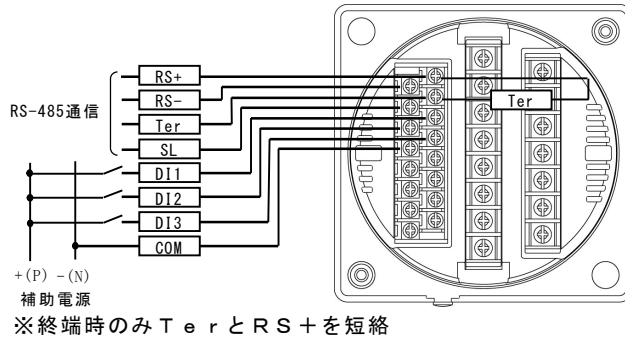 RS-485通信
RS+
RS-
Ter
SL
DI1
DI2
DI3
COM
Ter
+(P) -(N)
補助電源
※終端時のみＴｅｒとＲＳ＋を短絡